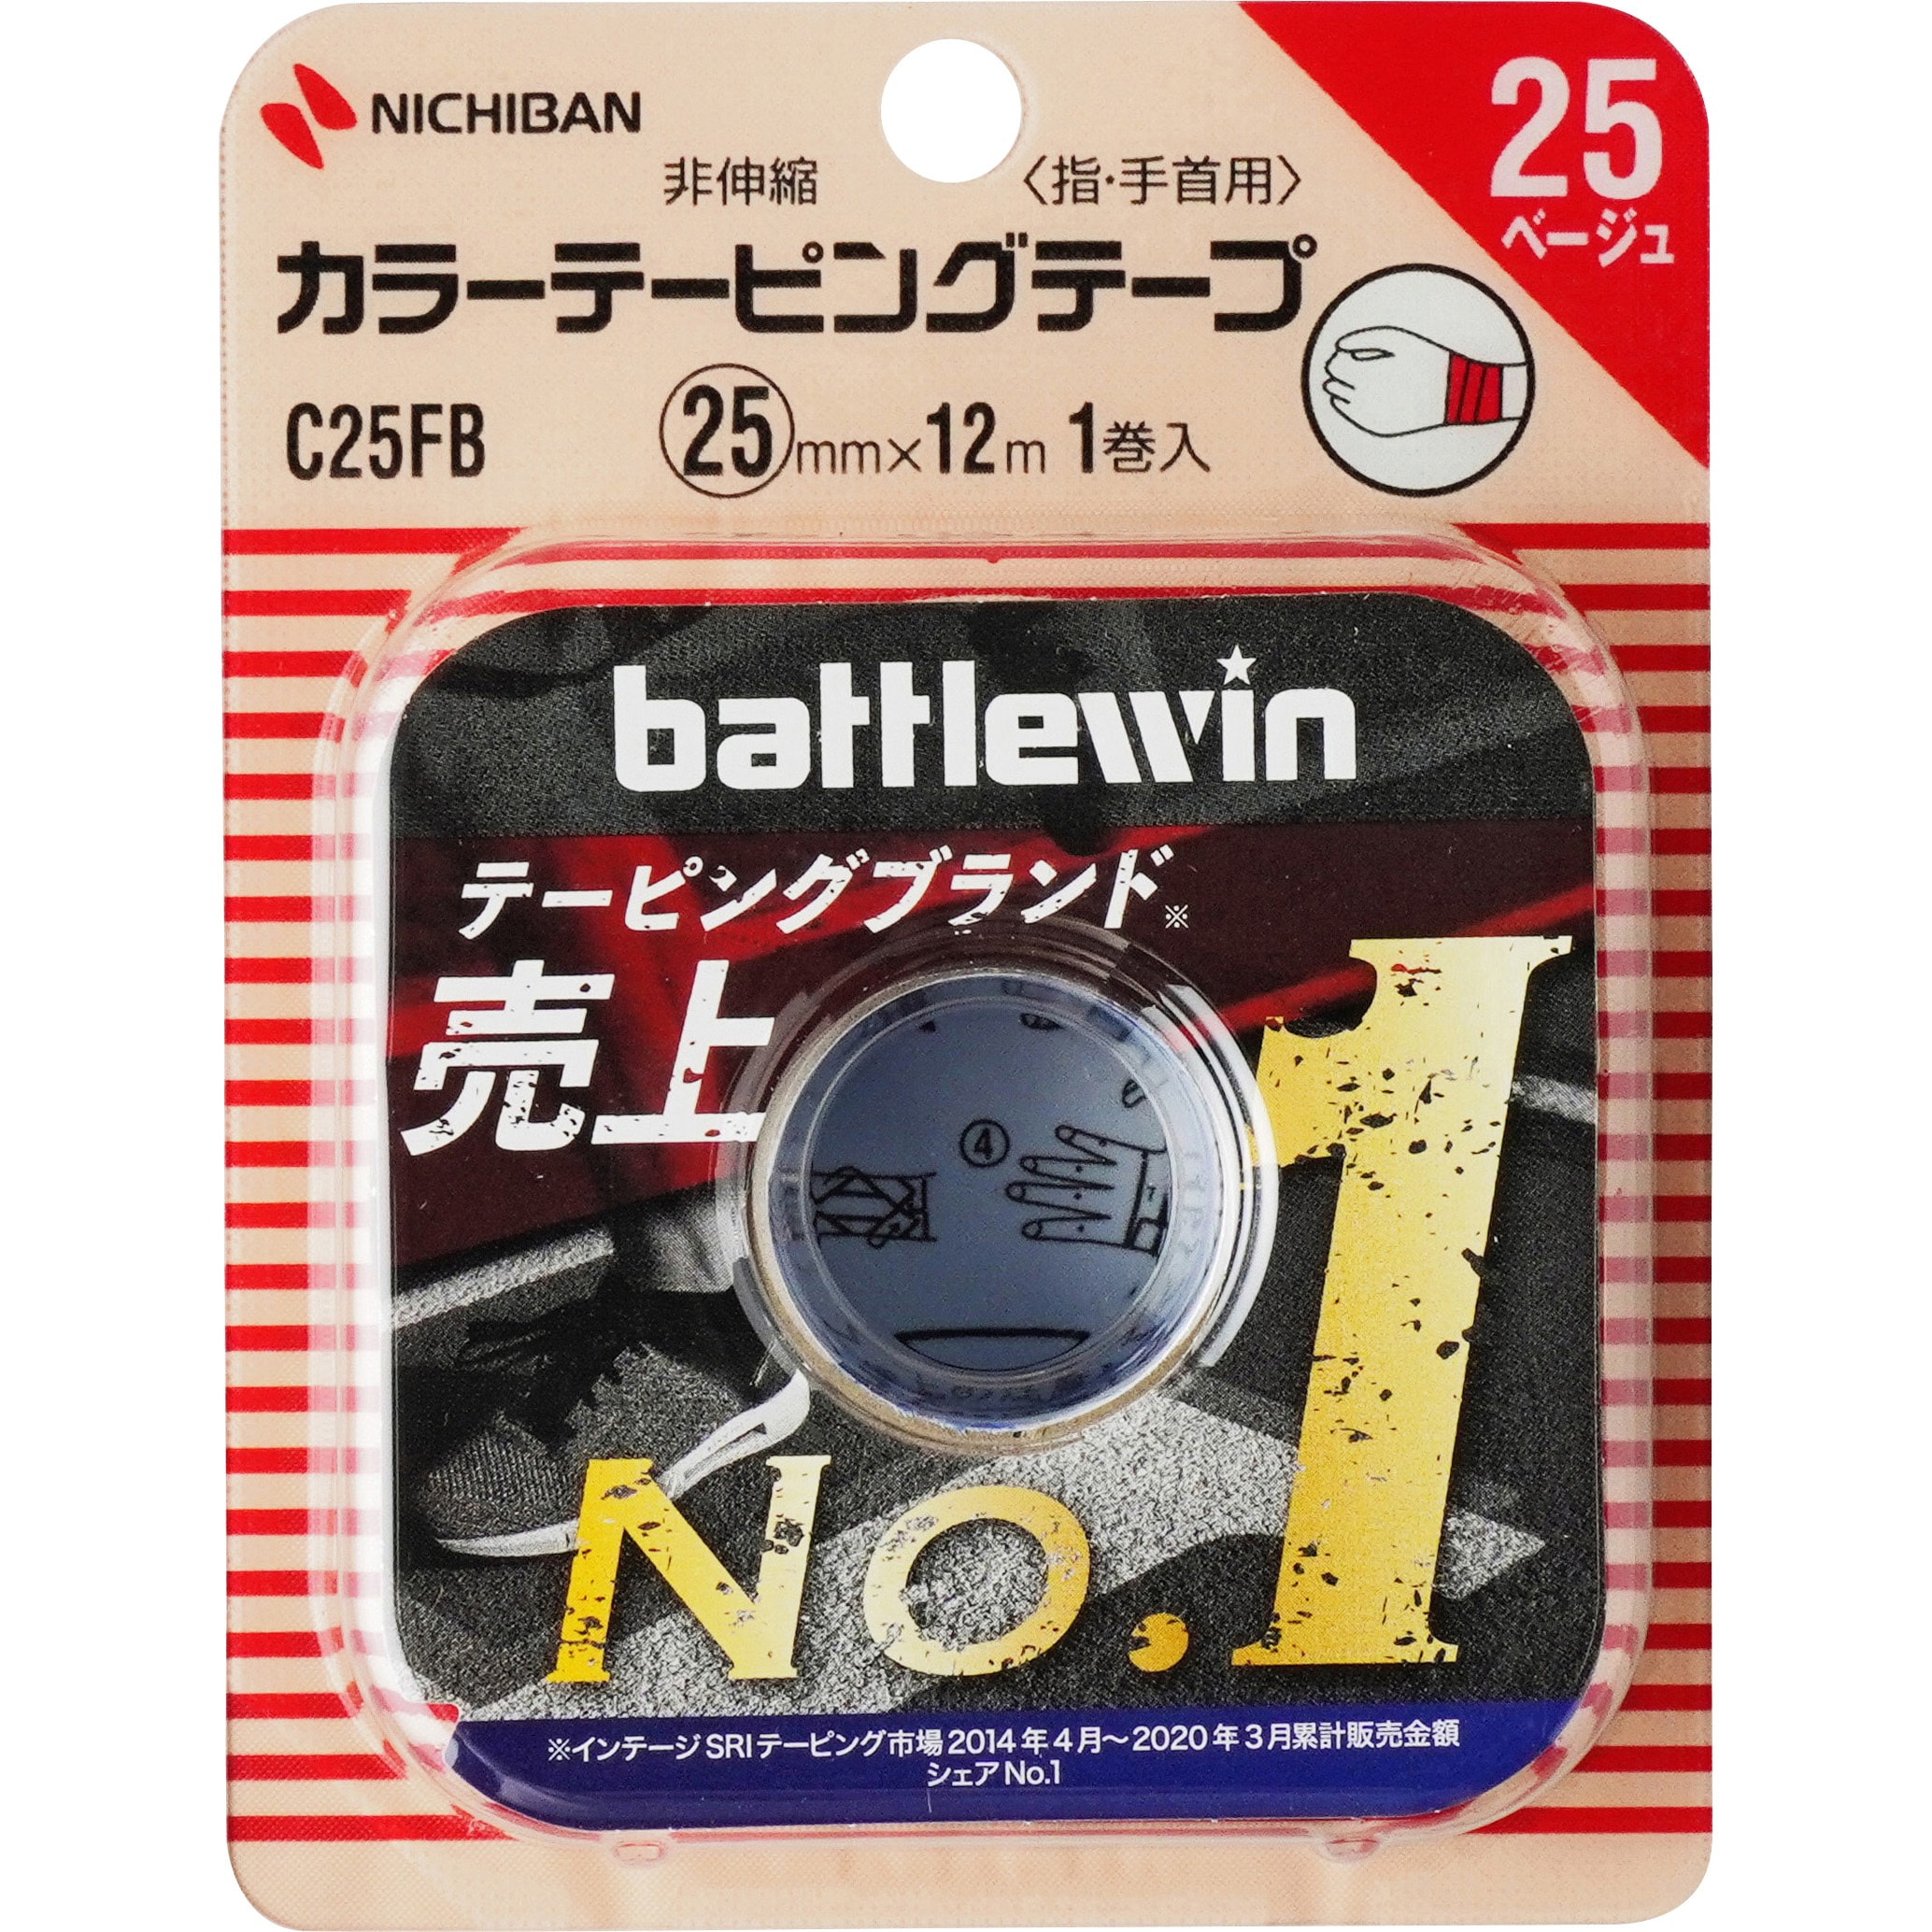 NICHIBAN
25
ベージュ
非伸縮 〈指・手首用〉
カラーテーピングテープ
C25FB 25mm×12m 1巻入
battlewin
テーピングブランド※
売上
④
No.1
※インテージSRIテーピング市場2014年4月〜2020年3月累計販売金額
シェアNo.1